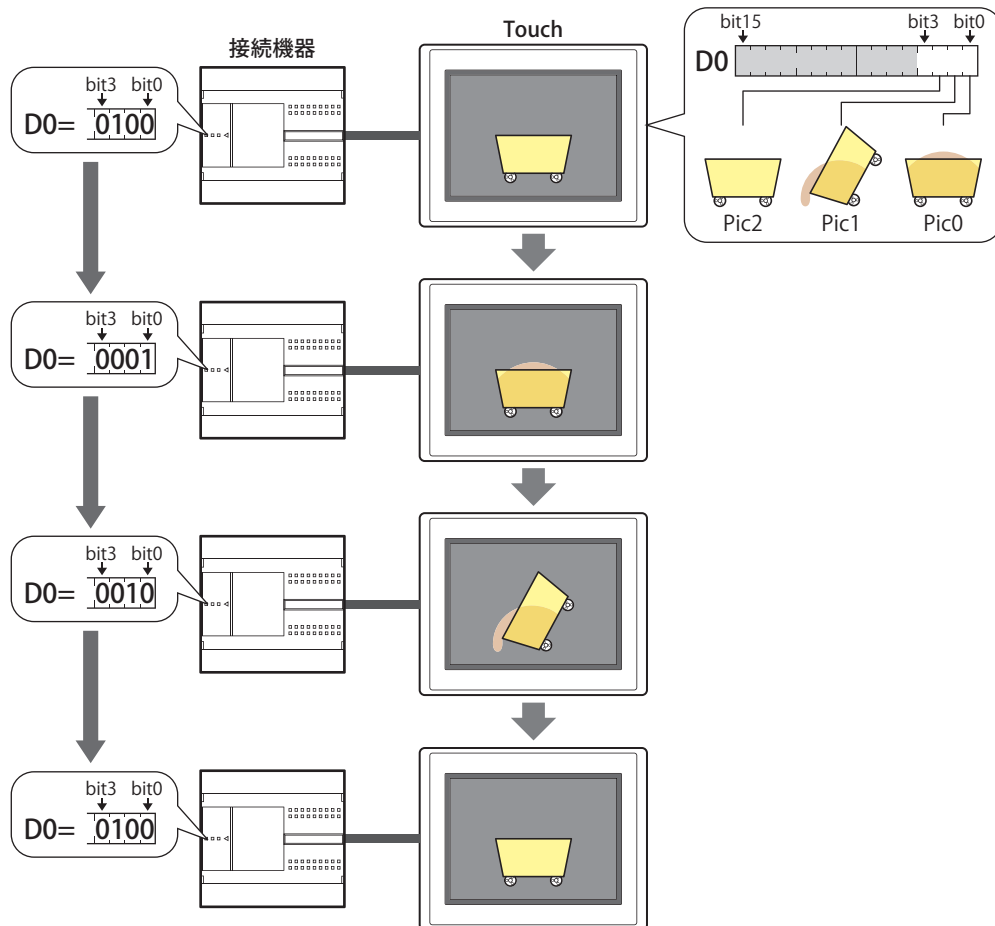 接続機器
Touch
bit15
bit3
bit0
D0
Pic2
Pic1
Pic0
bit3
bit0
D0=
0100
bit3
bit0
D0=
0001
bit3
bit0
D0=
0010
bit3
bit0
D0=
0100